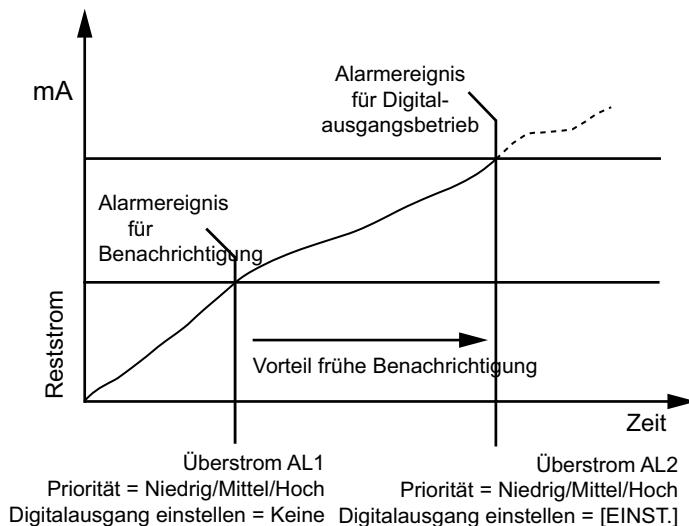 mA
Alarmereignis
für Digital-
ausgangsbetrieb
Alarmereignis
für
Benachrichtigung
Reststrom
Vorteil frühe Benachrichtigung
Zeit
Überstrom AL1
Priorität = Niedrig/Mittel/Hoch
Digitalausgang einstellen = Keine
Überstrom AL2
Priorität = Niedrig/Mittel/Hoch
Digitalausgang einstellen = [EINST.]